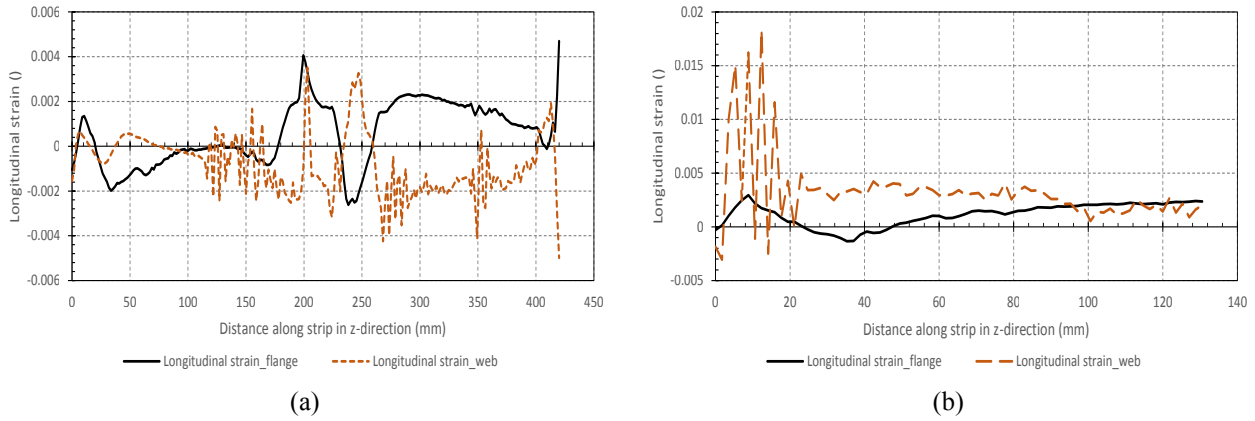 0.006
0.004
0.002
0
-0.002
-0.004
-0.006
0 50 100 150 200 250 300 350 400 450
Longitudinal strain ()
Distance along strip in z-direction (mm)
Longitudinal strain_flange Longitudinal strain_web
(a)
0.02
0.015
0.01
0.005
0
-0.005
0 20 40 60 80 100 120 140
Longitudinal strain ()
Distance along strip in z-direction (mm)
Longitudinal strain_flange Longitudinal strain_web
(b)